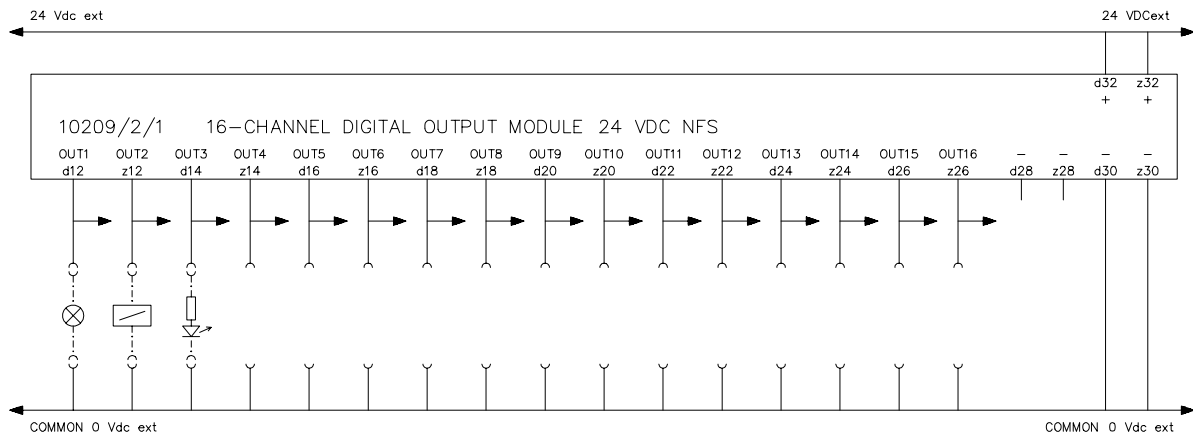 24 Vdc ext 24 VDCext
d32 z32
+ +
10209/2/1 16-CHANNEL DIGITAL OUTPUT MODULE 24 VDC NFS
OUT1 OUT2 OUT3 OUT4 OUT5 OUT6 OUT7 OUT8 OUT9 OUT10 OUT11 OUT12 OUT13 OUT14 OUT15 OUT16 - - - -
d12 z12 d14 z14 d16 z16 d18 z18 d20 z20 d22 z22 d24 z24 d26 z26 d28 z28 d30 z30
COMMON 0 Vdc ext COMMON 0 Vdc ext